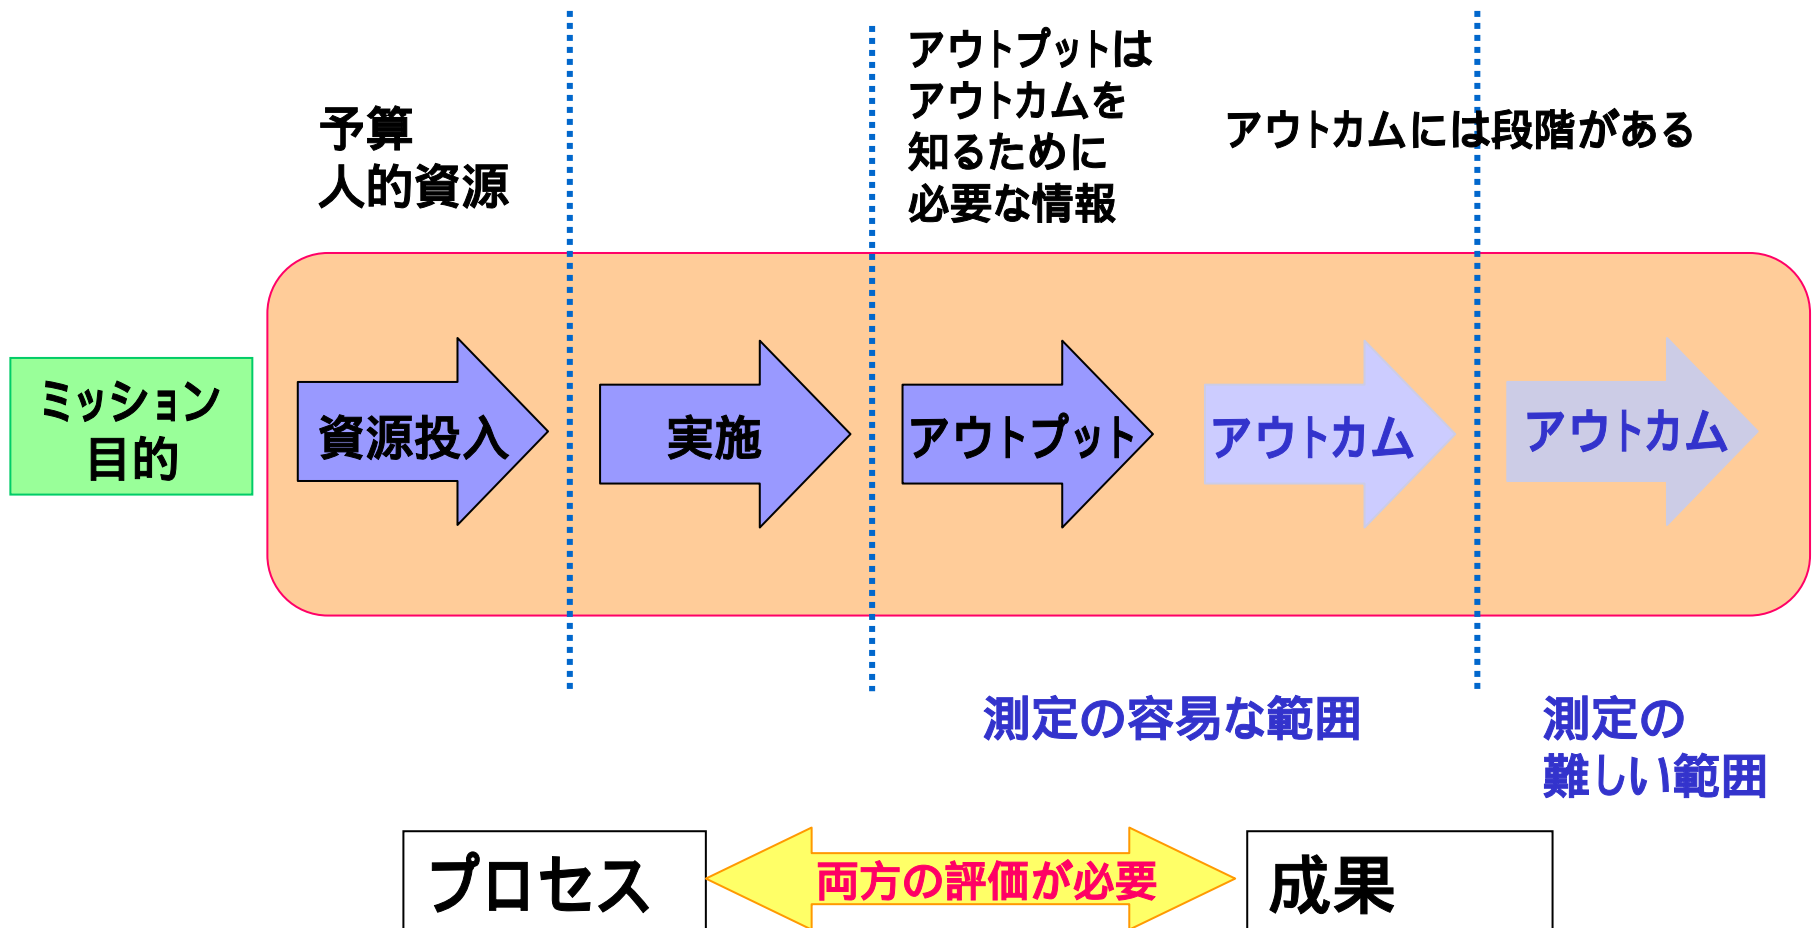 予算
人的資源
アウトプットは
アウトカムを
知るために
必要な情報
アウトカムには段階がある
ミッション
目的
資源投入
実施
アウトプット
アウトカム
アウトカム
測定の容易な範囲
測定の
難しい範囲
プロセス
両方の評価が必要
成果